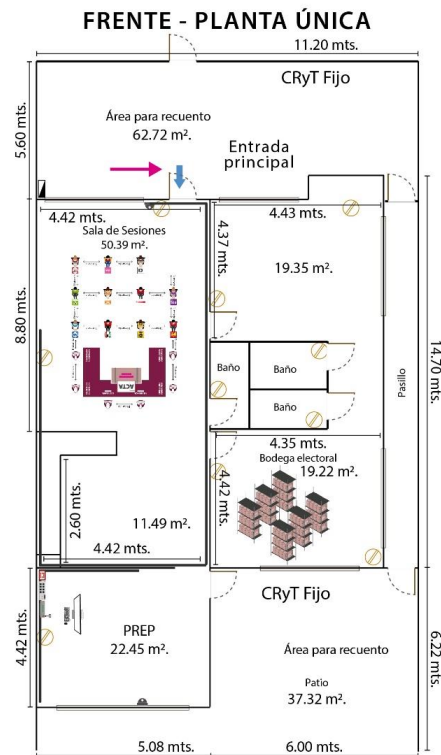 FRENTE - PLANTA ÚNICA
11.20 mts.
CRyT Fijo
5.60 mts.
Área para recuento
62.72 m².
Entrada
principal
4.42 mts.
Sala de Sesiones
50.39 m².
4.43 mts.
4.37 mts.
19.35 m².
8.80 mts.
ACTA
Baño
Baño
Baño
Pasillo
14.70 mts.
4.35 mts.
Bodega electoral
19.22 m².
4.42 mts.
2.60 mts.
11.49 m².
4.42 mts.
CRyT Fijo
4.42 mts.
PREP
22.45 m².
Área para recuento
Patio
37.32 m².
6.22 mts.
5.08 mts.
6.00 mts.